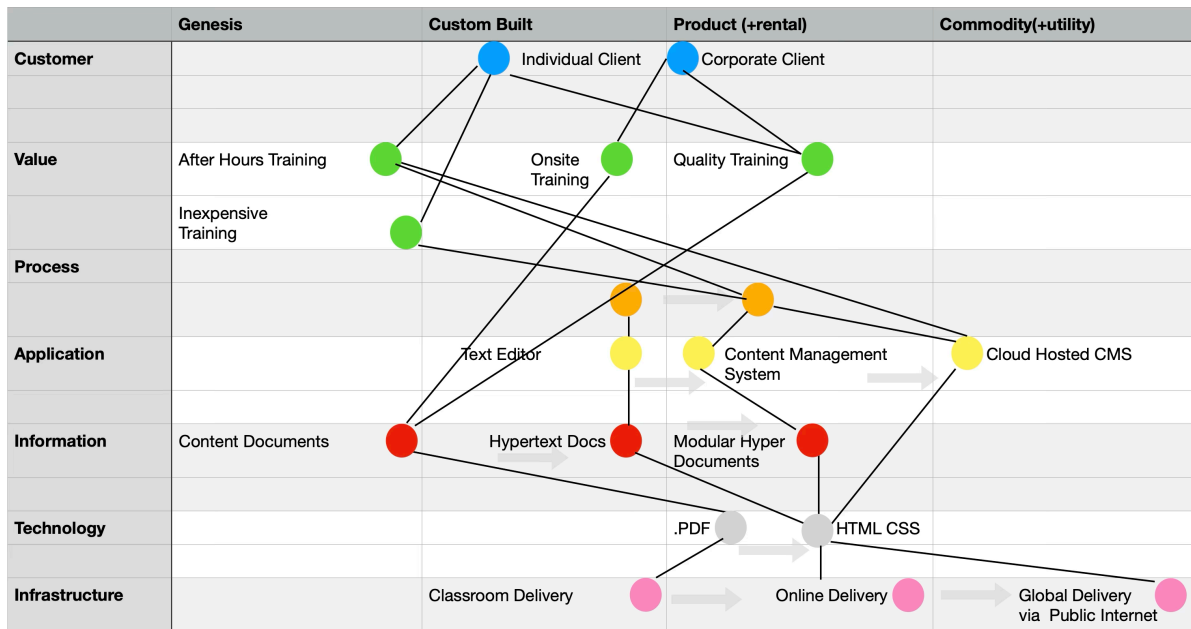 Genesis
Custom Built
Product (+rental)
Commodity(+utility)
Customer
Individual Client
Corporate Client
Value
After Hours Training
Onsite
Training
Quality Training
Inexpensive
Training
Process
Application
Text Editor
Content Management
System
Cloud Hosted CMS
Information
Content Documents
Hypertext Docs
Modular Hyper
Documents
Technology
.PDF
HTML CSS
Infrastructure
Classroom Delivery
Online Delivery
Global Delivery
via  Public Internet